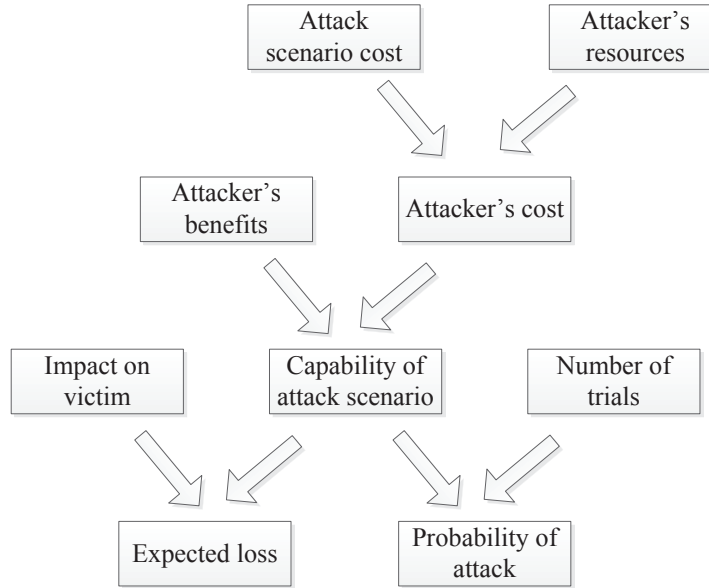 Attack
scenario cost
Attacker's
resources
Attacker's
benefits
Attacker's cost
Impact on
victim
Capability of
attack scenario
Number of
trials
Expected loss
Probability of
attack